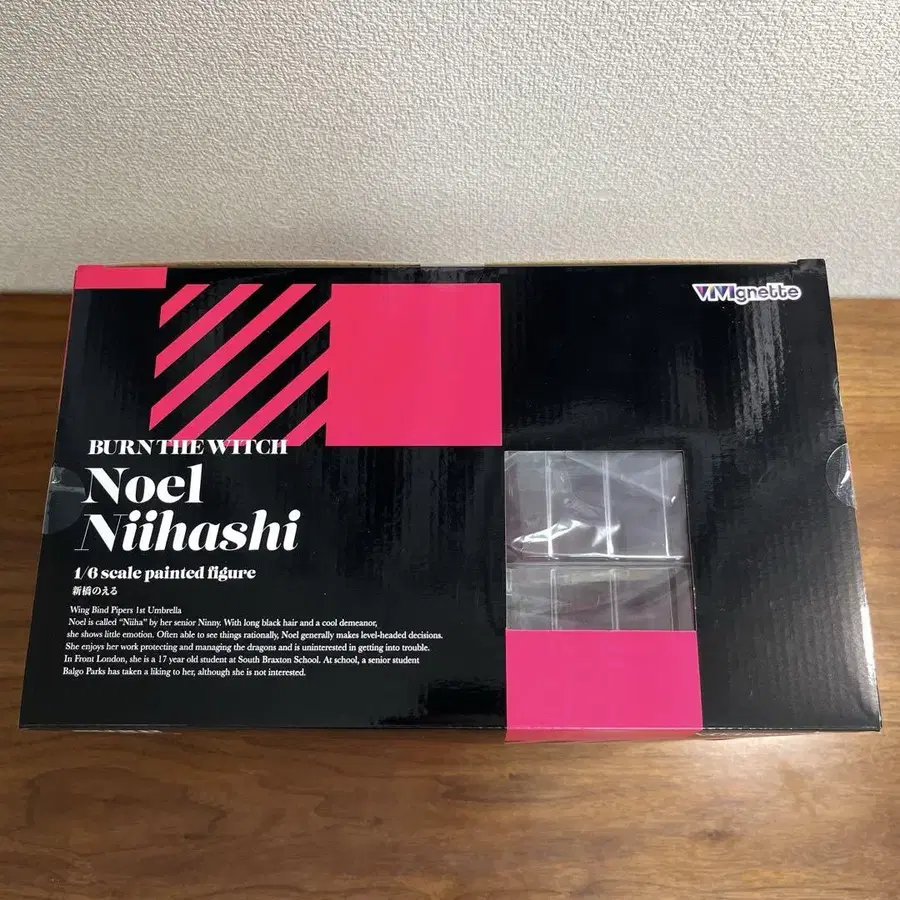 VIVIgnette
BURN THE WITCH
Noel
Niihashi
1/6 scale painted figure
新橋のえる
Wing Bind Pipers 1st Umbrella
Noel is called "Niiha" by her senior Ninny. With long black hair and a cool demeanor,
she shows little emotion. Often able to see things rationally, Noel generally makes level-headed decisions.
She enjoys her work protecting and managing the dragons and is uninterested in getting into trouble.
In Front London, she is a 17 year old student at South Braxton School. At school, a senior student
Balgo Parks has taken a liking to her, although she is not interested.